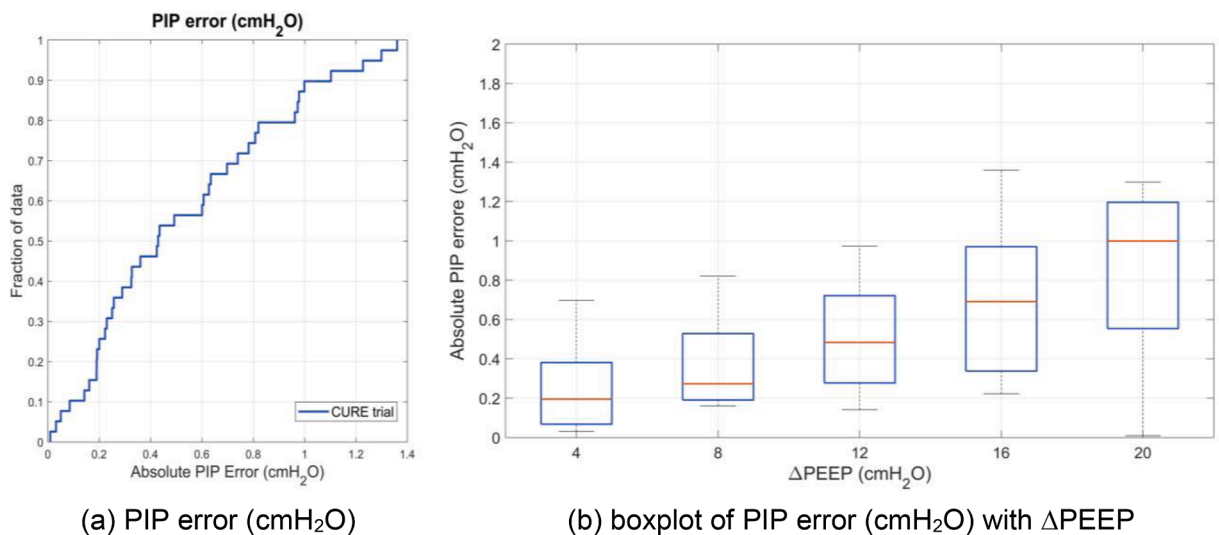 PIP error (cmH₂O)
1
0.9
0.8
0.7
0.6
0.5
0.4
0.3
0.2
0.1
0
Fraction of data
CURE trial
0 0.2 0.4 0.6 0.8 1 1.2 1.4
Absolute PIP Error (cmH₂O)
(a) PIP error (cmH₂O)
2
1.8
1.6
1.4
1.2
1
0.8
0.6
0.4
0.2
0
Absolute PIP errore (cmH₂O)
4 8 12 16 20
ΔPEEP (cmH₂O)
(b) boxplot of PIP error (cmH₂O) with ΔPEEP